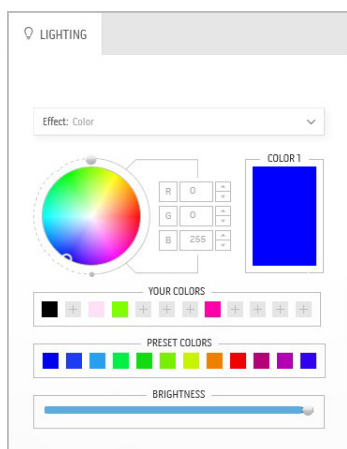 LIGHTING
Effect: Color
COLOR 1
R 0
G 0
B 255
YOUR COLORS
+ + + + + + + +
PRESET COLORS
BRIGHTNESS